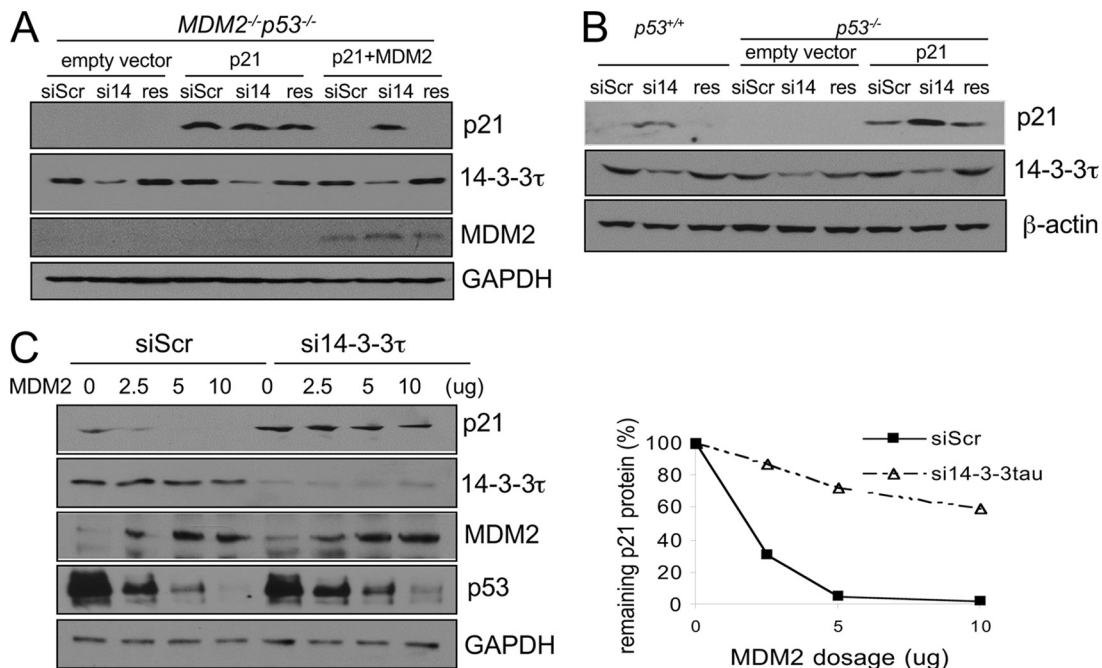 A
MDM2-/-p53-/-
empty vector p21 p21+MDM2
siScr si14 res siScr si14 res siScr si14 res
p21
14-3-3τ
MDM2
GAPDH
B
p53+/+ p53-/-
empty vector p21
siScr si14 res siScr si14 res siScr si14 res
p21
14-3-3τ
β-actin
C
siScr si14-3-3τ
MDM2 0 2.5 5 10 0 2.5 5 10 (ug)
p21
14-3-3τ
MDM2
p53
GAPDH
remaining p21 protein (%)
100
80
60
40
20
0
0 5 10
MDM2 dosage (ug)
siScr
si14-3-3tau